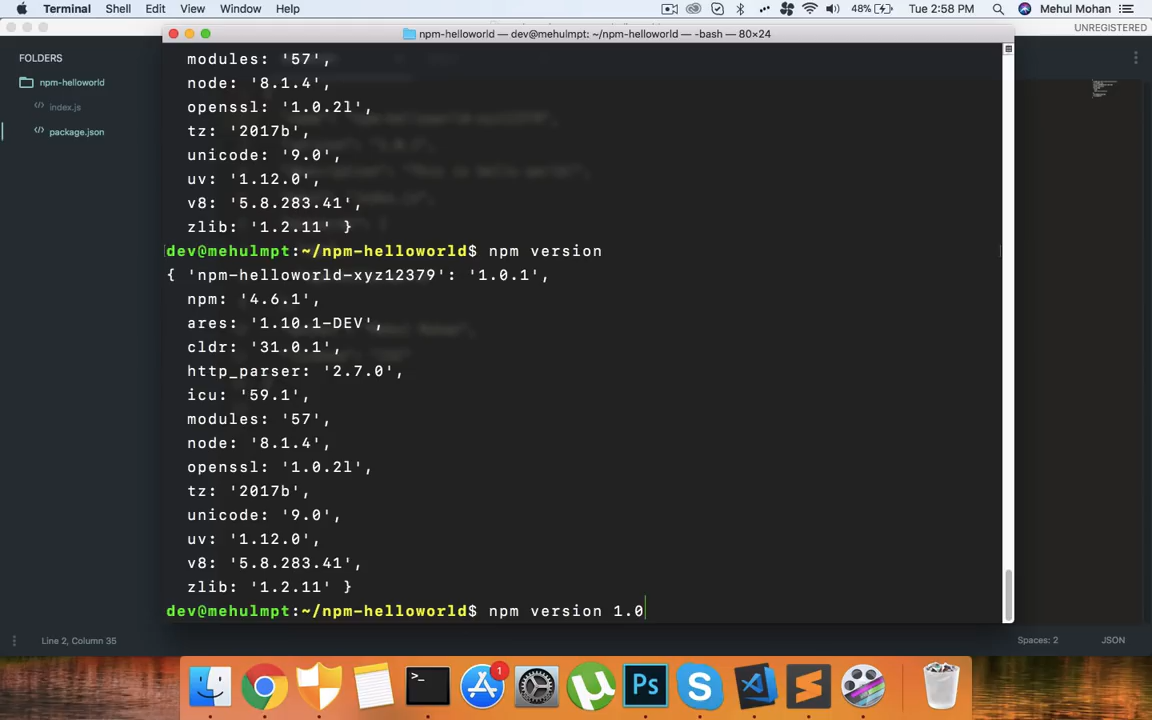 Terminal Shell Edit View Window Help 48% Tue 2:58 PM Mehul Mohan
npm-helloworld — dev@mehulmpt: ~/npm-helloworld — -bash — 80×24
UNREGISTERED
FOLDERS
npm-helloworld
index.js
package.json
modules: '57',
node: '8.1.4',
openssl: '1.0.2l',
tz: '2017b',
unicode: '9.0',
uv: '1.12.0',
v8: '5.8.283.41',
zlib: '1.2.11' }
dev@mehulmpt:~/npm-helloworld$ npm version
{ 'npm-helloworld-xyz12379': '1.0.1',
npm: '4.6.1',
ares: '1.10.1-DEV',
cldr: '31.0.1',
http_parser: '2.7.0',
icu: '59.1',
modules: '57',
node: '8.1.4',
openssl: '1.0.2l',
tz: '2017b',
unicode: '9.0',
uv: '1.12.0',
v8: '5.8.283.41',
zlib: '1.2.11' }
dev@mehulmpt:~/npm-helloworld$ npm version 1.0
Line 2, Column 35
Spaces: 2
JSON
>_
1
Ps
S